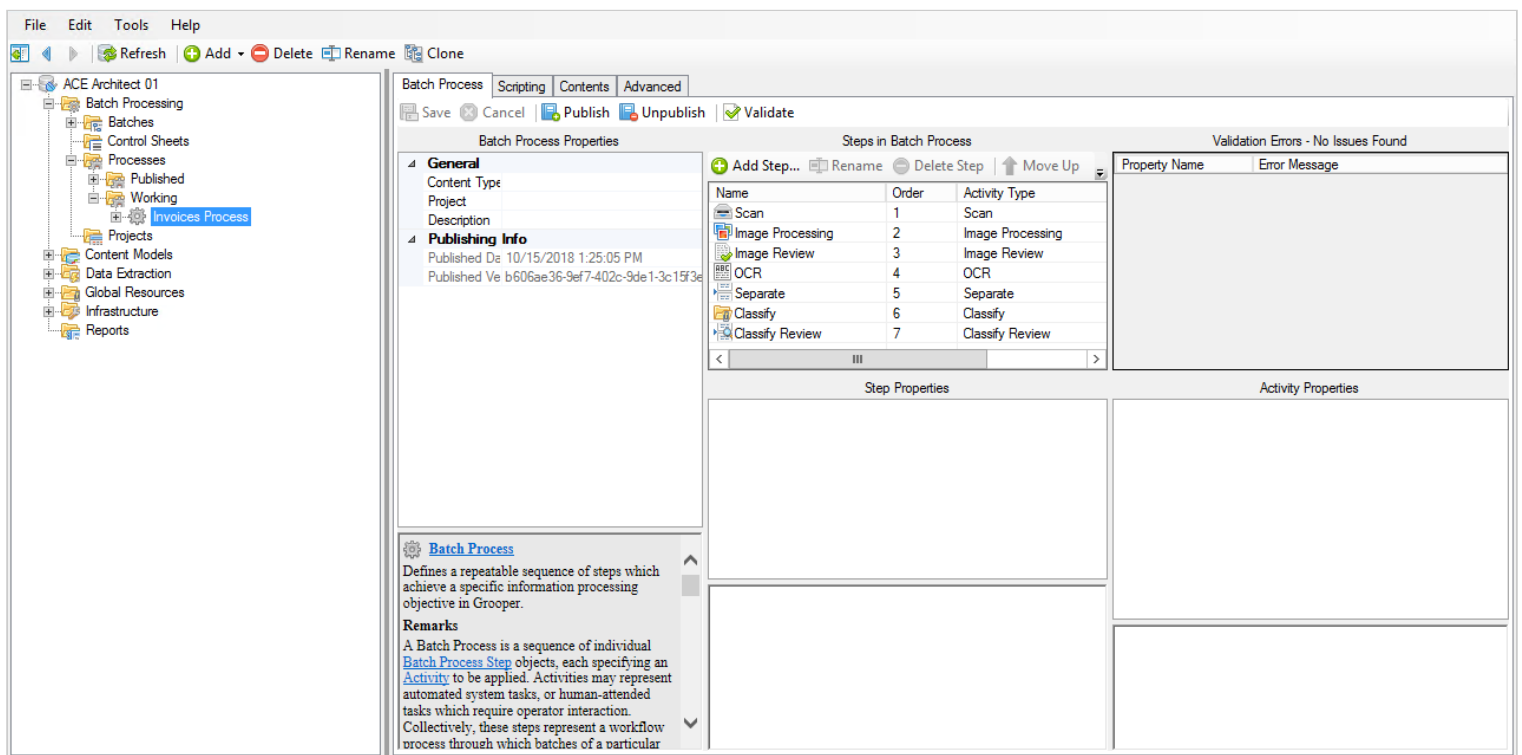 File Edit Tools Help
Refresh Add Delete Rename Clone
ACE Architect 01
Batch Processing
Batches
Control Sheets
Processes
Published
Working
Invoices Process
Projects
Content Models
Data Extraction
Global Resources
Infrastructure
Reports
Batch Process Scripting Contents Advanced
Save Cancel Publish Unpublish Validate
Batch Process Properties
General
Content Type
Project
Description
Publishing Info
Published Da 10/15/2018 1:25:05 PM
Published Ve b606ae36-9ef7-402c-9de1-3c15f3e
Batch Process
Defines a repeatable sequence of steps which
achieve a specific information processing
objective in Grooper.
Remarks
A Batch Process is a sequence of individual
Batch Process Step objects, each specifying an
Activity to be applied. Activities may represent
automated system tasks, or human-attended
tasks which require operator interaction.
Collectively, these steps represent a workflow
process through which batches of a particular
Steps in Batch Process
Add Step... Rename Delete Step Move Up
Name Order Activity Type
Scan 1 Scan
Image Processing 2 Image Processing
Image Review 3 Image Review
OCR 4 OCR
Separate 5 Separate
Classify 6 Classify
Classify Review 7 Classify Review
Step Properties
Validation Errors - No Issues Found
Property Name Error Message
Activity Properties